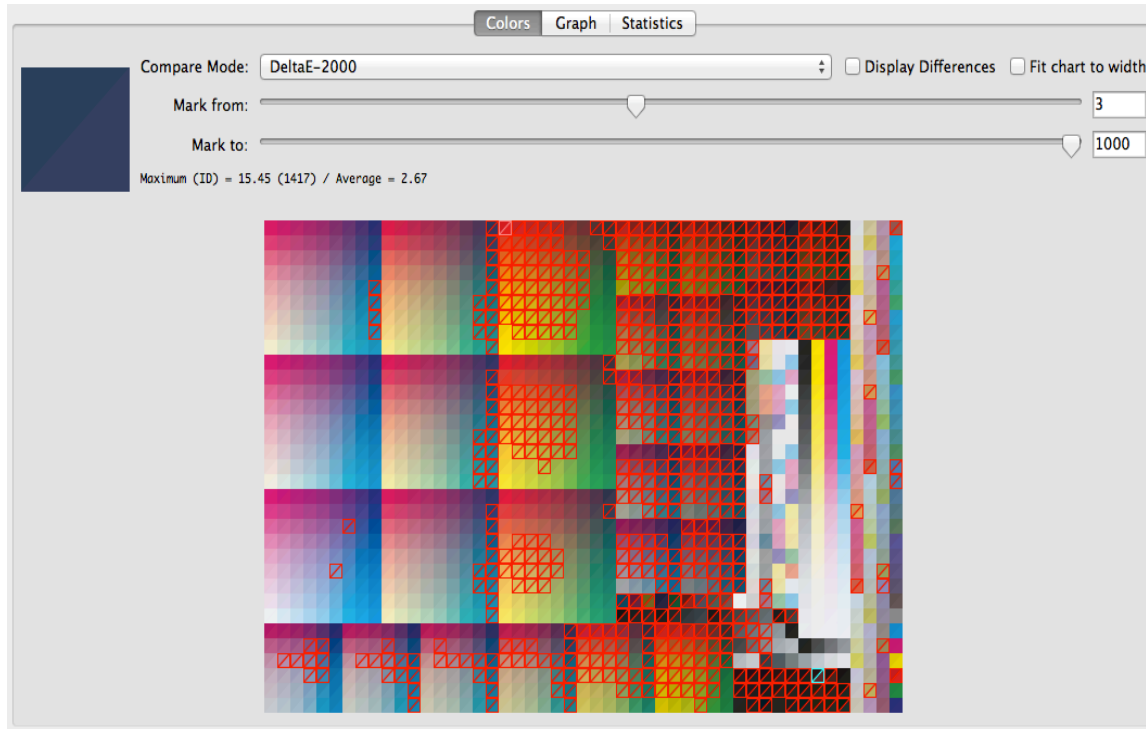 Colors Graph Statistics
Compare Mode: DeltaE-2000 Display Differences Fit chart to width
Mark from: 3
Mark to: 1000
Maximum (ID) = 15.45 (1417) / Average = 2.67